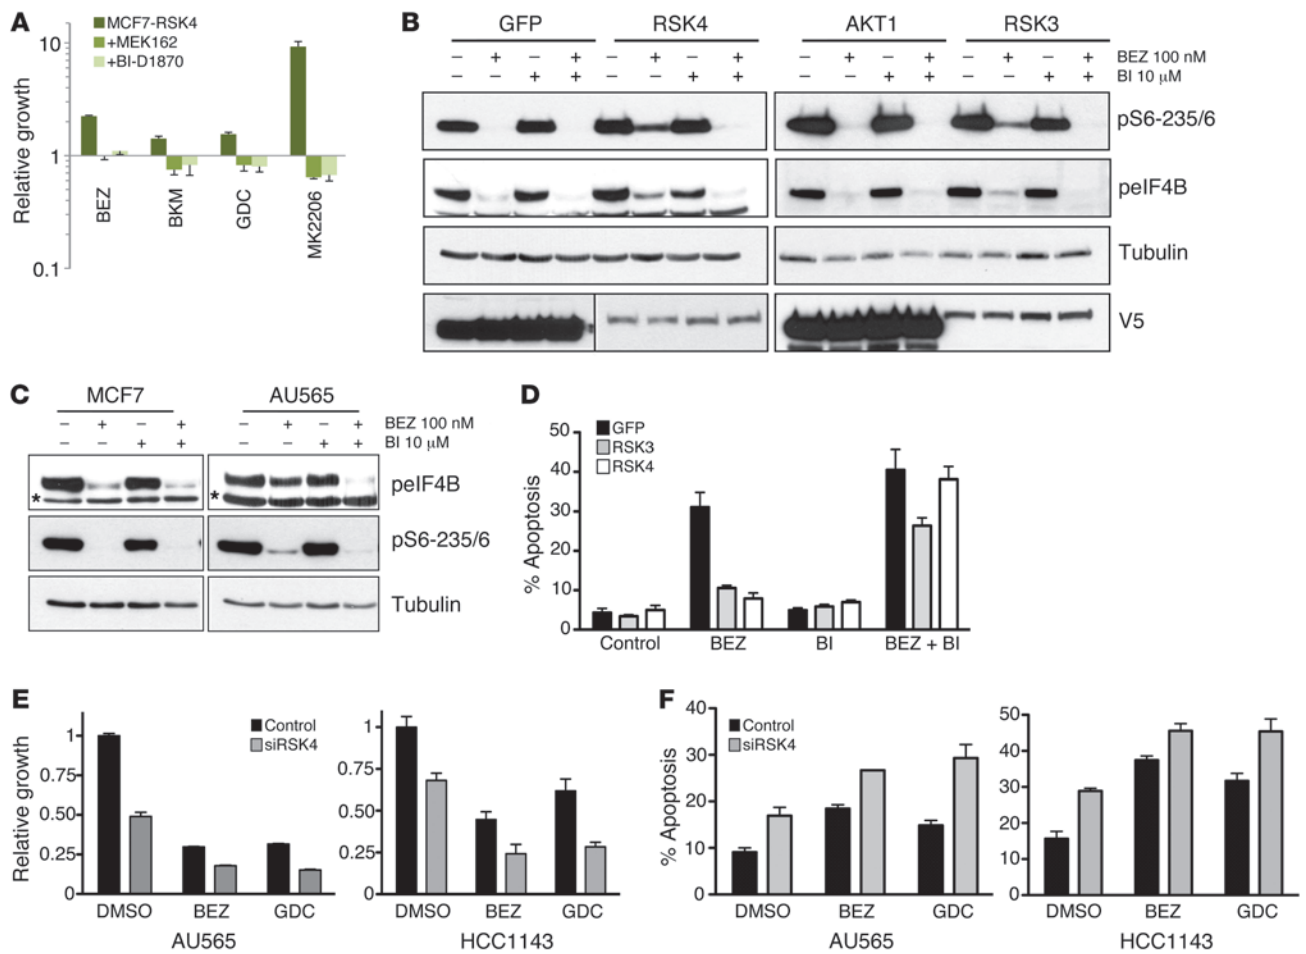 A
MCF7-RSK4
+MEK162
+BI-D1870
Relative growth
10
1
0.1
BEZ
BKM
GDC
MK2206
B
GFP RSK4 AKT1 RSK3
– + – + – + – + – + – + – + – + BEZ 100 nM
– – + + – – + + – – + + – – + + BI 10 μM
pS6-235/6
peIF4B
Tubulin
V5
C
MCF7 AU565
– + – + – + – + BEZ 100 nM
– – + + – – + + BI 10 μM
* * peIF4B
pS6-235/6
Tubulin
D
GFP
RSK3
RSK4
% Apoptosis
50
40
30
20
10
0
Control BEZ BI BEZ + BI
E
Control
siRSK4
Relative growth
1
0.75
0.50
0.25
0
DMSO BEZ GDC
AU565
1
0.75
0.50
0.25
0
DMSO BEZ GDC
HCC1143
F
Control
siRSK4
% Apoptosis
40
30
20
10
0
DMSO BEZ GDC
AU565
50
40
30
20
10
0
DMSO BEZ GDC
HCC1143